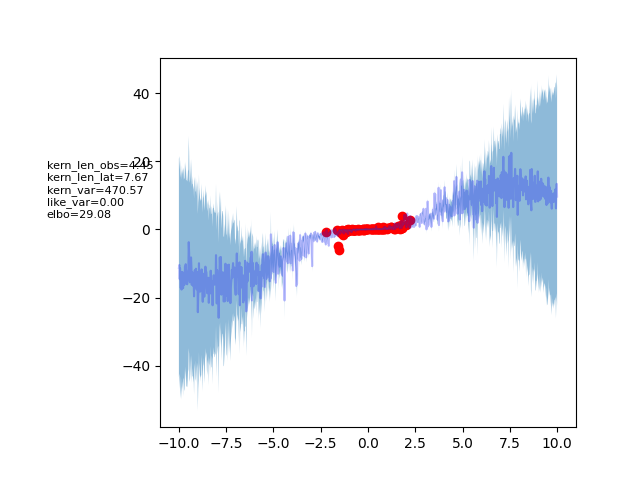 40
20
0
−20
−40
kern_len_obs=4.45
kern_len_lat=7.67
kern_var=470.57
like_var=0.00
elbo=29.08
−10.0 −7.5 −5.0 −2.5 0.0 2.5 5.0 7.5 10.0